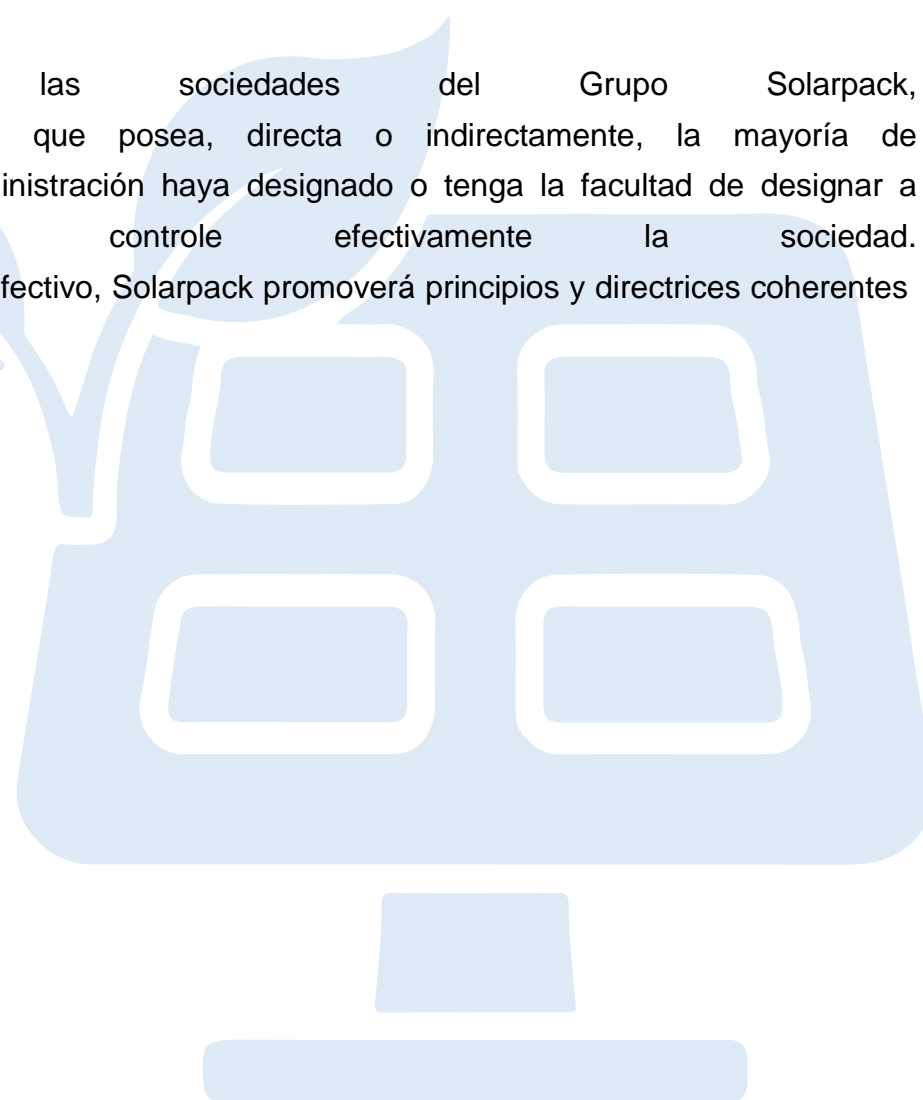 las sociedades del Grupo Solarpack,
que posea, directa o indirectamente, la mayoría de
inistración haya designado o tenga la facultad de designar a
controle efectivamente la sociedad.
fectivo, Solarpack promoverá principios y directrices coherentes